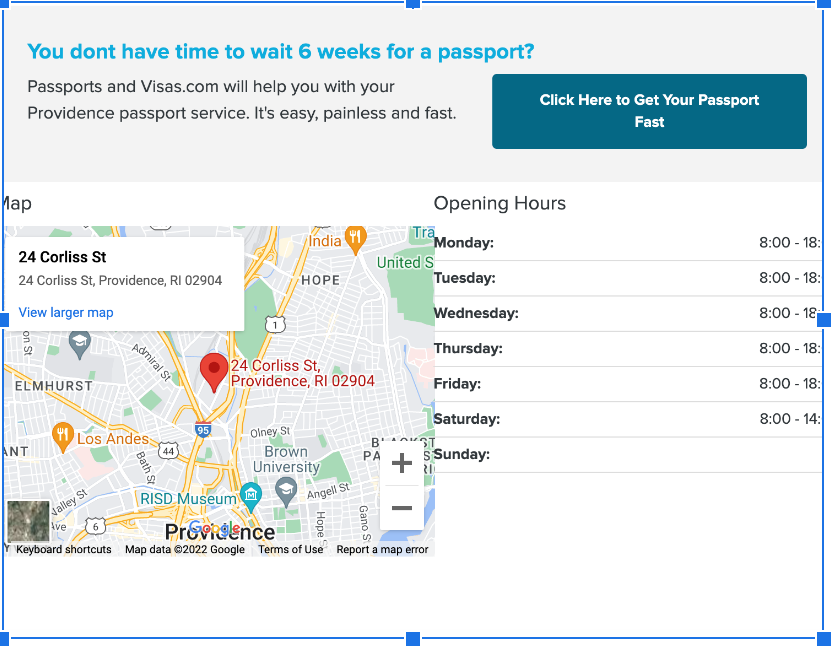 You dont have time to wait 6 weeks for a passport?
Passports and Visas.com will help you with your
Providence passport service. It's easy, painless and fast.
Click Here to Get Your Passport
Fast
Map
24 Corliss St
24 Corliss St, Providence, RI 02904
View larger map
India
Tra
United S
HOPE
1
on St
Admiral St
24 Corliss St,
Providence, RI 02904
ELMHURST
95
Los Andes
44
Olney St
ANT
Bath St
Brown
University
BLACKST
PA
RI
RISD Museum
Angell St
Valley St
Ave
6
Hope S
Gano S
Providence
Google
Y
Keyboard shortcuts
Map data ©2022 Google
Terms of Use
Report a map error
Opening Hours
Monday: 8:00 - 18:
Tuesday: 8:00 - 18:
Wednesday: 8:00 - 18:
Thursday: 8:00 - 18:
Friday: 8:00 - 18:
Saturday: 8:00 - 14:
Sunday: